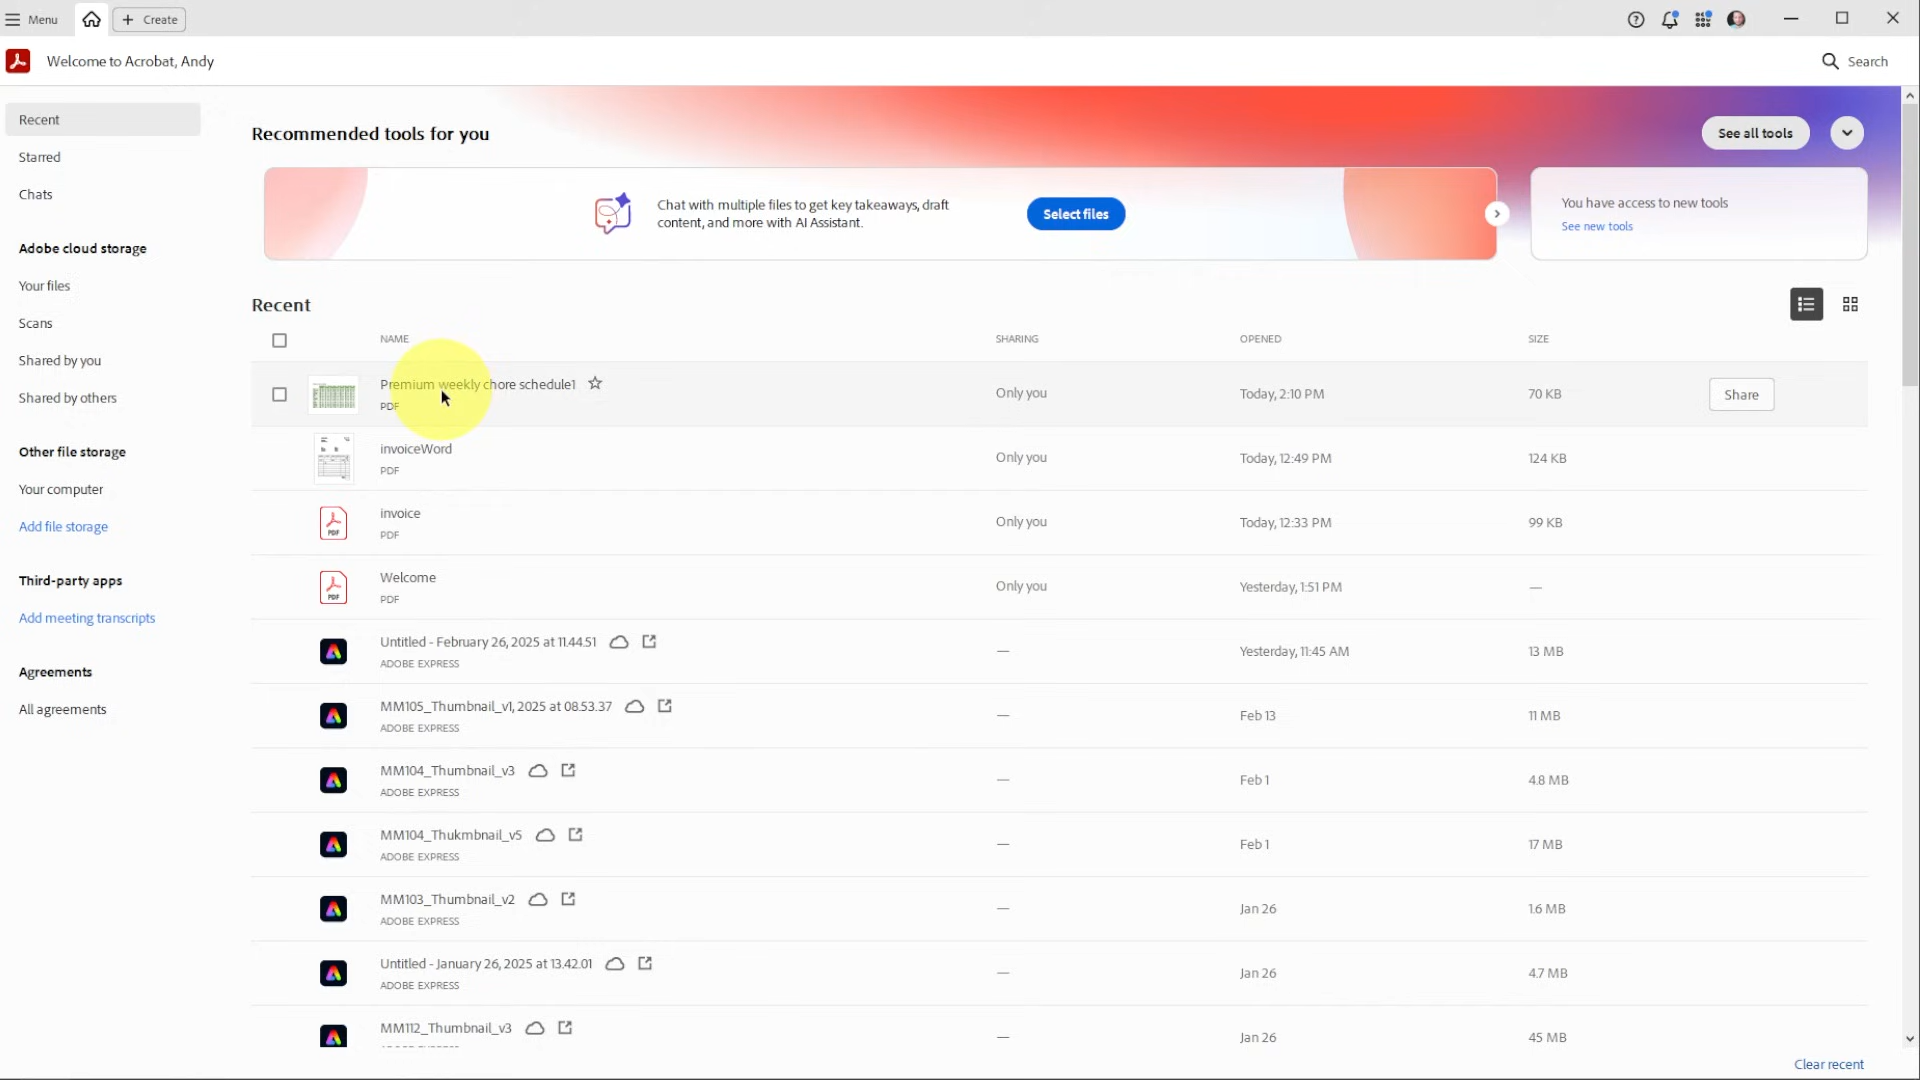 Menu
Create
Welcome to Acrobat, Andy
Search
Recent
Starred
Chats
Adobe cloud storage
Your files
Scans
Shared by you
Shared by others
Other file storage
Your computer
Add file storage
Third-party apps
Add meeting transcripts
Agreements
All agreements
Recommended tools for you
See all tools
Chat with multiple files to get key takeaways, draft
content, and more with AI Assistant.
Select files
You have access to new tools
See new tools
Recent
NAME SHARING OPENED SIZE
Premium weekly chore schedule1
PDF
Only you Today, 2:10 PM 70 KB Share
invoiceWord
PDF
Only you Today, 12:49 PM 124 KB
invoice
PDF
Only you Today, 12:33 PM 99 KB
Welcome
PDF
Only you Yesterday, 1:51 PM —
Untitled - February 26, 2025 at 11.44.51
ADOBE EXPRESS
— Yesterday, 11:45 AM 13 MB
MM105_Thumbnail_v1, 2025 at 08.53.37
ADOBE EXPRESS
— Feb 13 11 MB
MM104_Thumbnail_v3
ADOBE EXPRESS
— Feb 1 4.8 MB
MM104_Thukmbnail_v5
ADOBE EXPRESS
— Feb 1 17 MB
MM103_Thumbnail_v2
ADOBE EXPRESS
— Jan 26 1.6 MB
Untitled - January 26, 2025 at 13.42.01
ADOBE EXPRESS
— Jan 26 4.7 MB
MM112_Thumbnail_v3
— Jan 26 45 MB
Clear recent